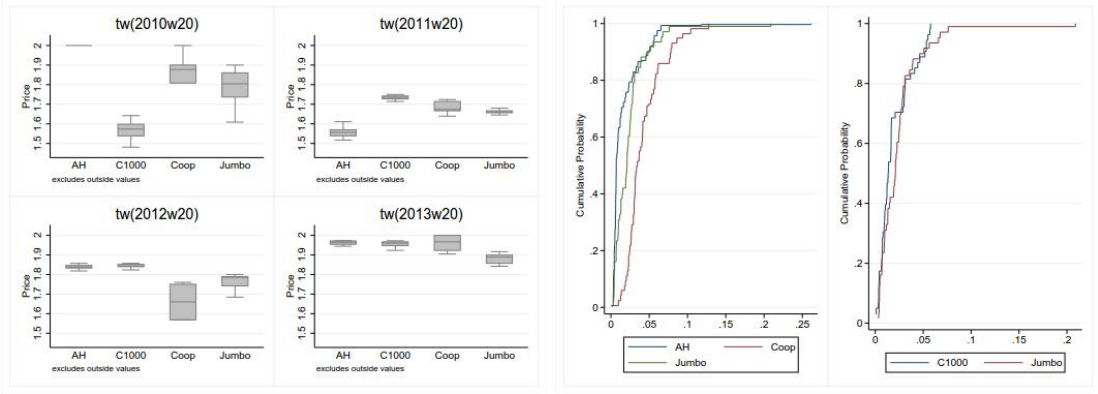 tw(2010w20)
Price
2
1.9
1.8
1.7
1.6
1.5
AH C1000 Coop Jumbo
excludes outside values
tw(2011w20)
Price
2
1.9
1.8
1.7
1.6
1.5
AH C1000 Coop Jumbo
excludes outside values
tw(2012w20)
Price
2
1.9
1.8
1.7
1.6
1.5
AH C1000 Coop Jumbo
excludes outside values
tw(2013w20)
Price
2
1.9
1.8
1.7
1.6
1.5
AH C1000 Coop Jumbo
excludes outside values
Cumulative Probability
1
.8
.6
.4
.2
0
0 .05 .1 .15 .2 .25
AH Coop
Jumbo
Cumulative Probability
1
.8
.6
.4
.2
0
0 .05 .1 .15 .2
C1000 Jumbo